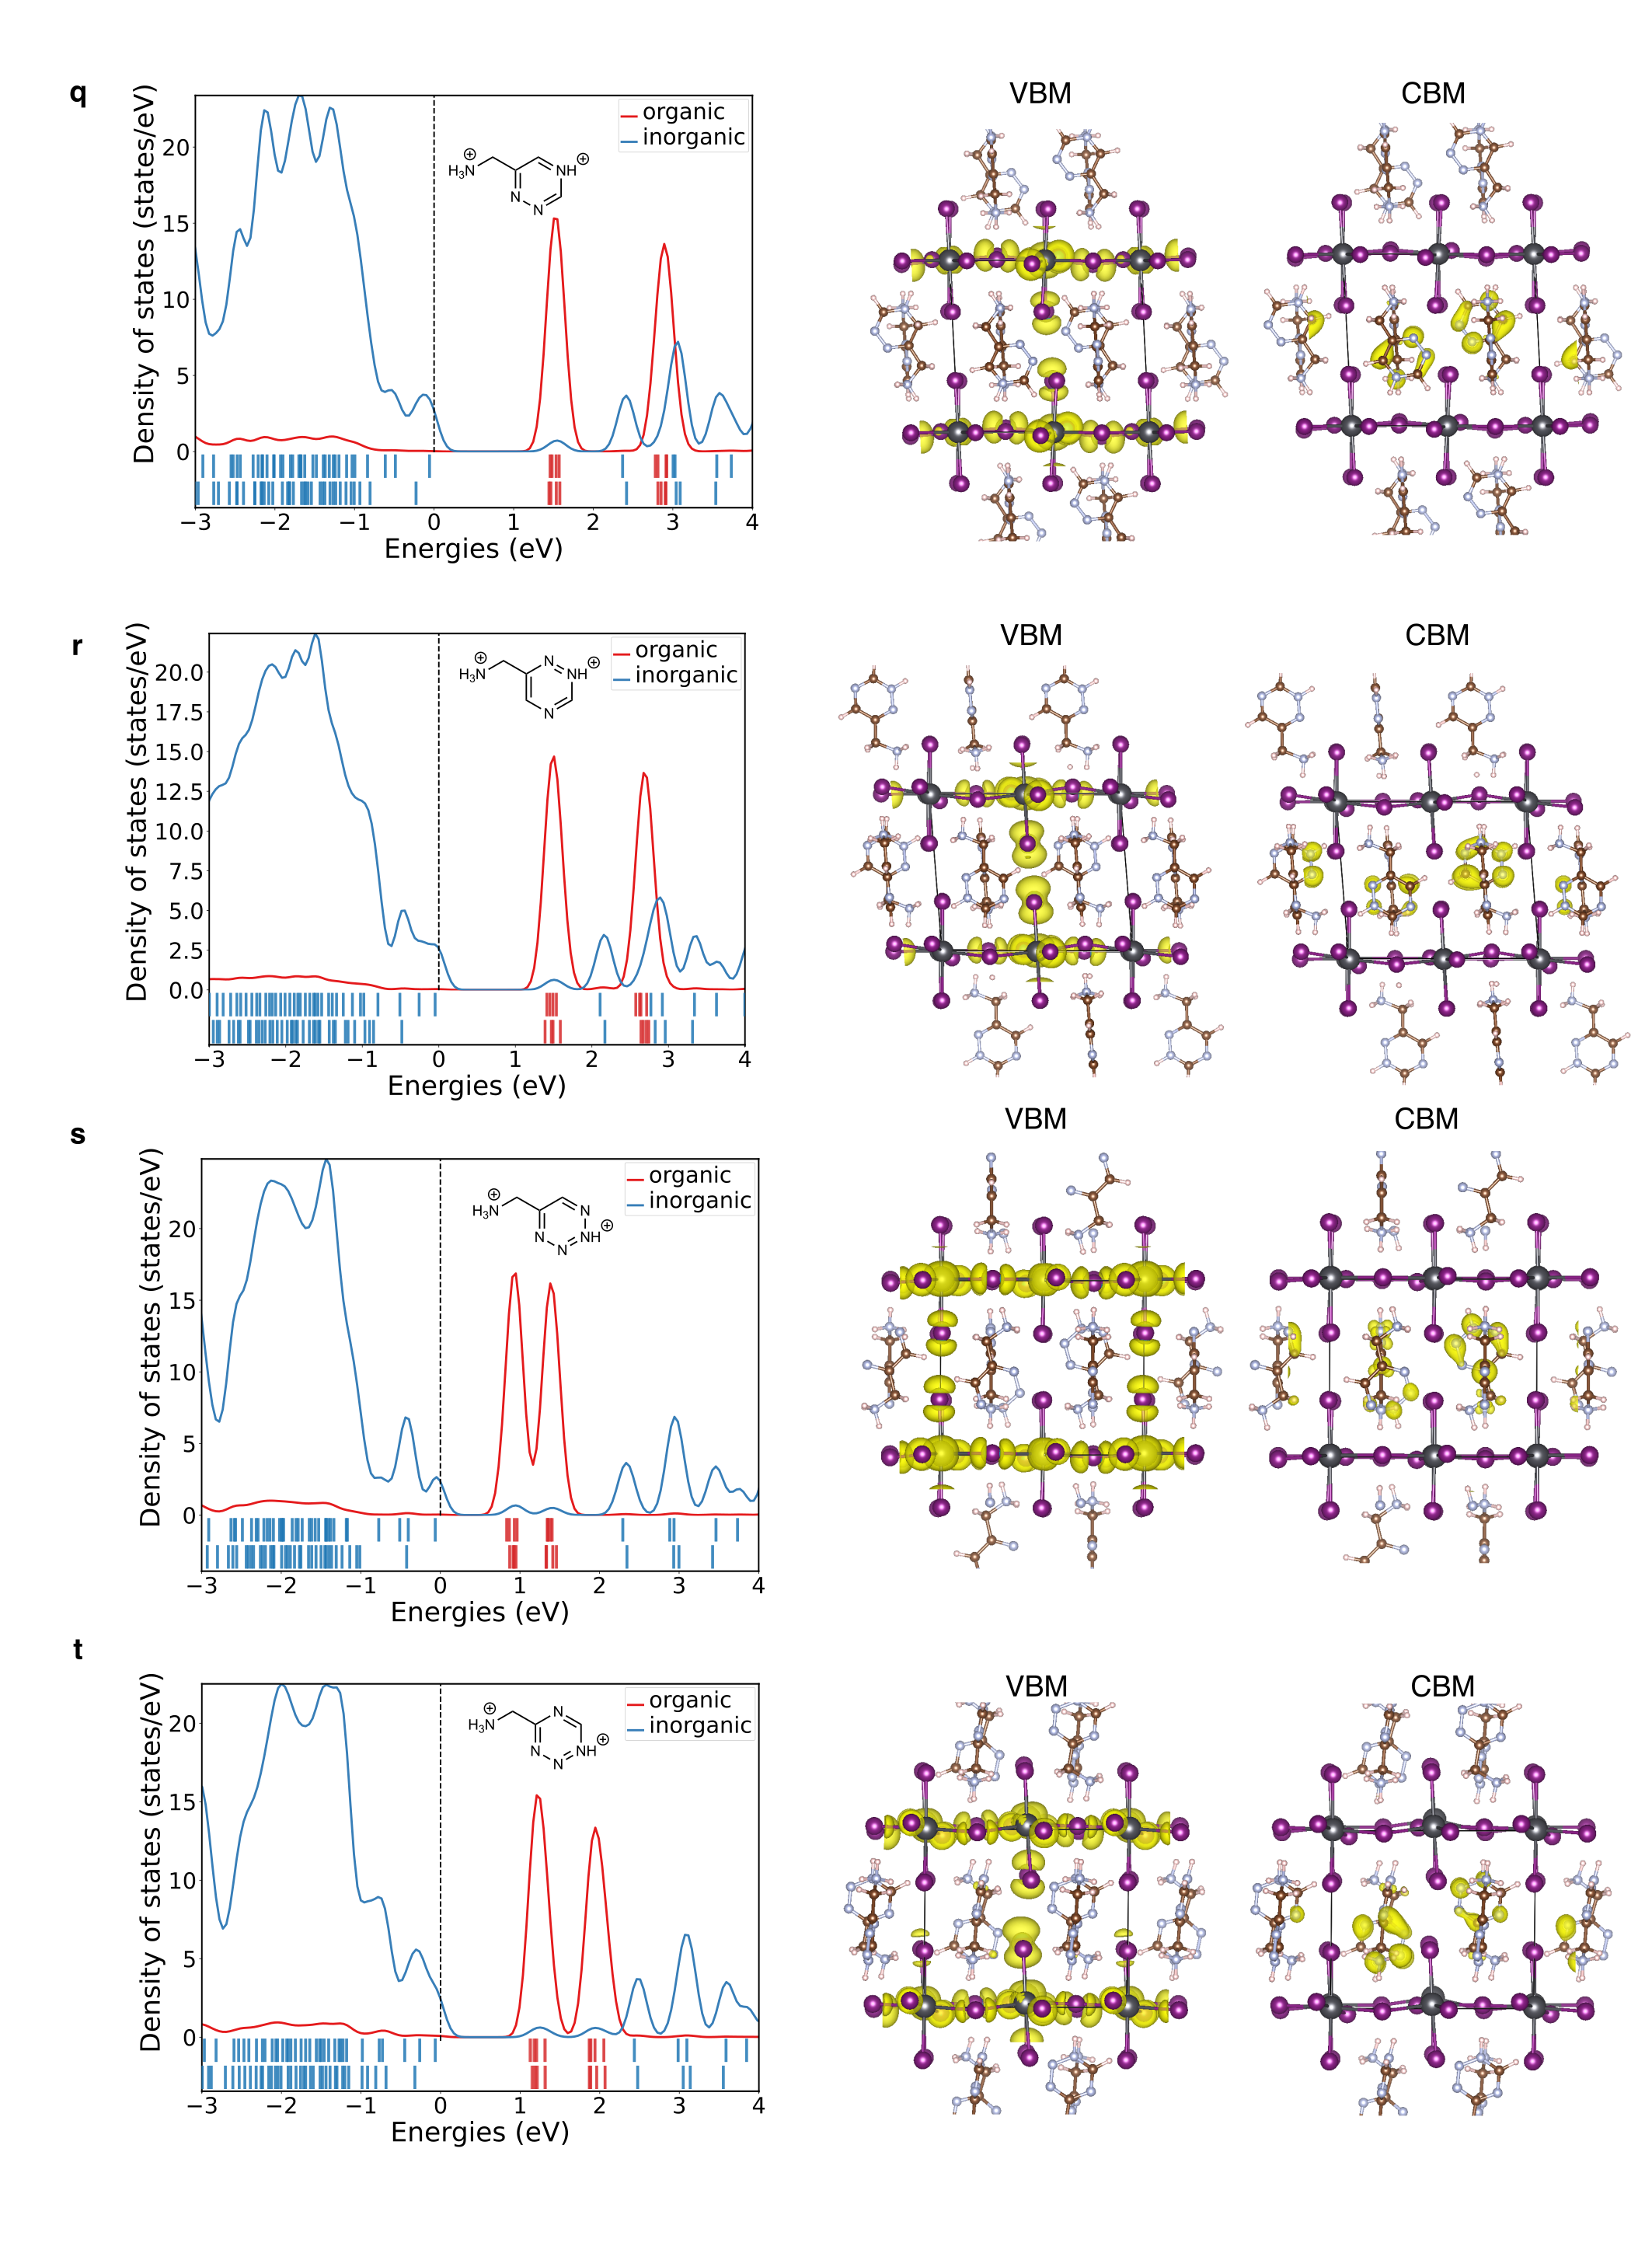 q
VBM
CBM
Density of states (states/eV)
organic
inorganic
H₃N ⊕ NH ⊕
N
N
20
15
10
5
0
−3 −2 −1 0 1 2 3 4
Energies (eV)
r
VBM
CBM
Density of states (states/eV)
organic
inorganic
H₃N ⊕ N NH ⊕
N
20.0
17.5
15.0
12.5
10.0
7.5
5.0
2.5
0.0
−3 −2 −1 0 1 2 3 4
Energies (eV)
s
VBM
CBM
Density of states (states/eV)
organic
inorganic
H₃N ⊕ N
N NH ⊕
N
20
15
10
5
0
−3 −2 −1 0 1 2 3 4
Energies (eV)
t
VBM
CBM
Density of states (states/eV)
organic
inorganic
H₃N ⊕ N
N NH ⊕
N
20
15
10
5
0
−3 −2 −1 0 1 2 3 4
Energies (eV)